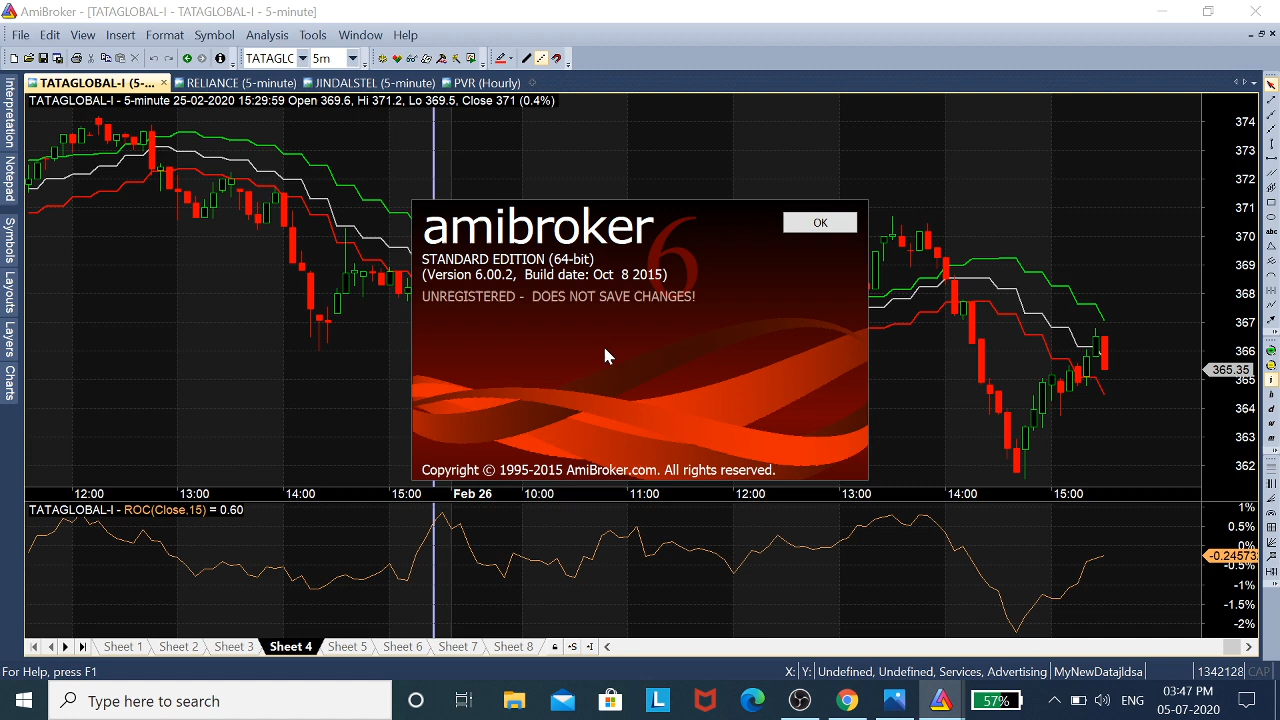 AmiBroker - [TATAGLOBAL-I - TATAGLOBAL-I - 5-minute]
File Edit View Insert Format Symbol Analysis Tools Window Help
TATAGLC 5m
TATAGLOBAL-I (5-... RELIANCE (5-minute) JINDALSTEL (5-minute) PVR (Hourly)
TATAGLOBAL-I - 5-minute 25-02-2020 15:29:59 Open 369.6, Hi 371.2, Lo 369.5, Close 371 (0.4%)
Interpretation
Notepad
Symbols
Layouts
Layers
Charts
374
373
372
371
370
369
368
367
366
365.35
365
364
363
362
amibroker 6
OK
STANDARD EDITION (64-bit)
(Version 6.00.2, Build date: Oct 8 2015)
UNREGISTERED - DOES NOT SAVE CHANGES!
Copyright © 1995-2015 AmiBroker.com. All rights reserved.
12:00 13:00 14:00 15:00 Feb 26 10:00 11:00 12:00 13:00 14:00 15:00
TATAGLOBAL-I - ROC(Close,15) = 0.60
1%
0.5%
0%
-0.24573
-0.5%
-1%
-1.5%
-2%
abc
i
h
d
w
m
Sheet 1 Sheet 2 Sheet 3 Sheet 4 Sheet 5 Sheet 6 Sheet 7 Sheet 8 -S -I
For Help, press F1
X: Y: Undefined, Undefined, Services, Advertising MyNewDatajldsa 1342128 CAP
Type here to search
L
57%
ENG
03:47 PM
05-07-2020